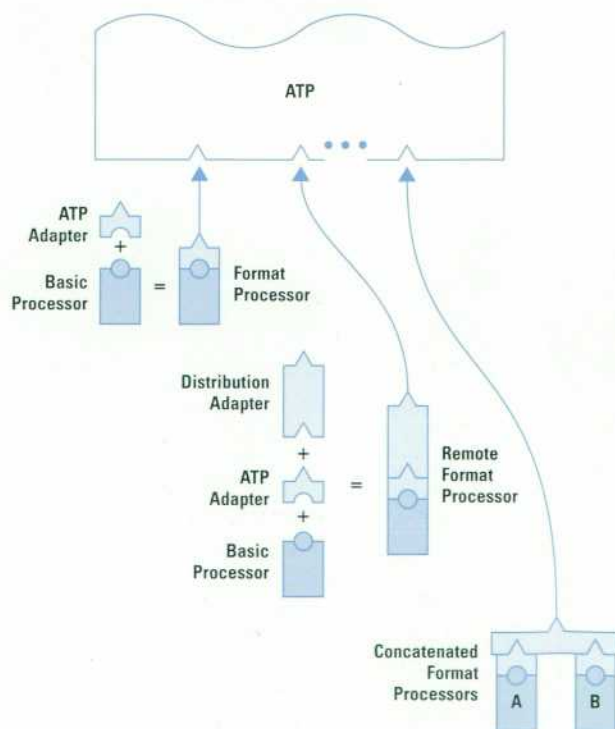 ATP
ATP
Adapter
+
Basic
Processor
=
Format
Processor
Distribution
Adapter
+
ATP
Adapter
+
Basic
Processor
=
Remote
Format
Processor
Concatenated
Format
Processors
A
B